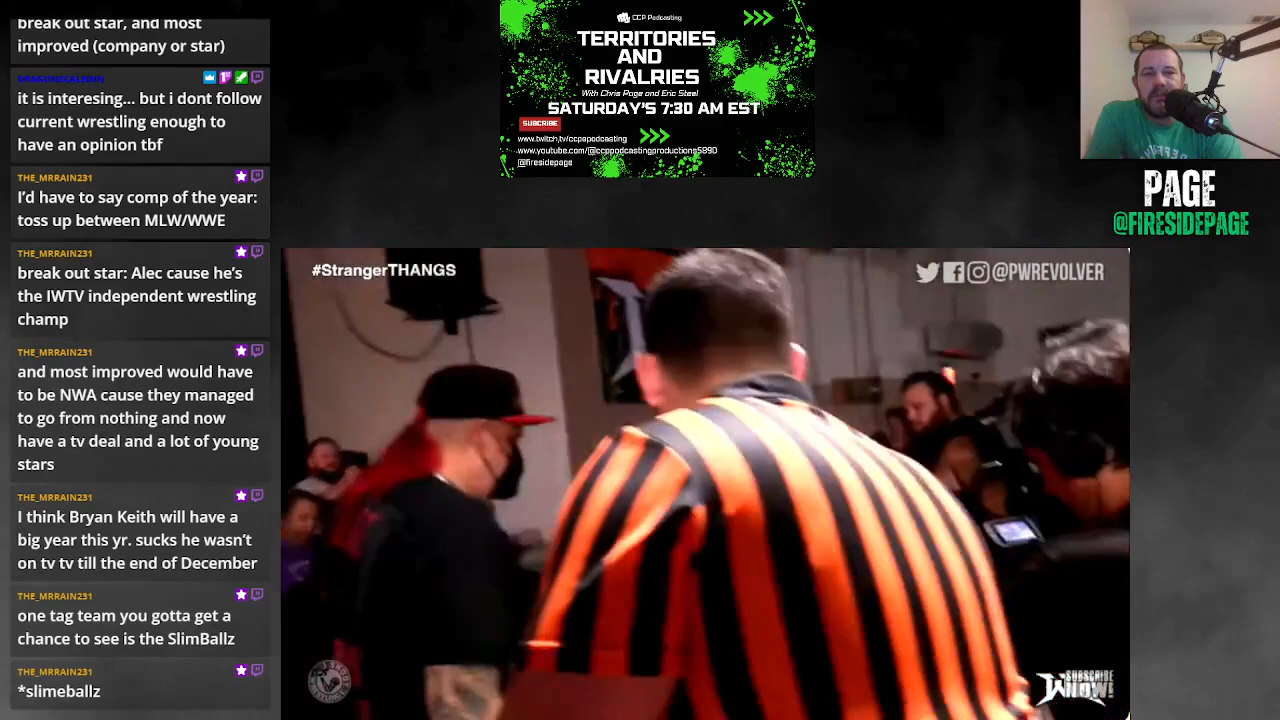 break out star, and most
improved (company or star)
it is interesing... but i dont follow
current wrestling enough to
have an opinion tbf
THE_MRRAIN231
I'd have to say comp of the year:
toss up between MLW/WWE
THE_MRRAIN231
break out star: Alec cause he's
the IWTV independent wrestling
champ
THE_MRRAIN231
and most improved would have
to be NWA cause they managed
to go from nothing and now
have a tv deal and a lot of young
stars
THE_MRRAIN231
I think Bryan Keith will have a
big year this yr. sucks he wasn't
on tv tv till the end of December
THE_MRRAIN231
one tag team you gotta get a
chance to see is the SlimBallz
THE_MRRAIN231
*slimeballz
CCP Podcasting
TERRITORIES
AND
RIVALRIES
With Chris Page and Eric Steel
SATURDAY'S 7:30 AM EST
SUBCRIBE
www.twitch,tv/ccpspodcasting
www.youtube.com/@ccppodcastingproductions5890
@firesidepage
PAGE
@FIRESIDEPAGE
#StrangerTHANGS
@PWREVOLVER
SUBSCRIBE
NOW!